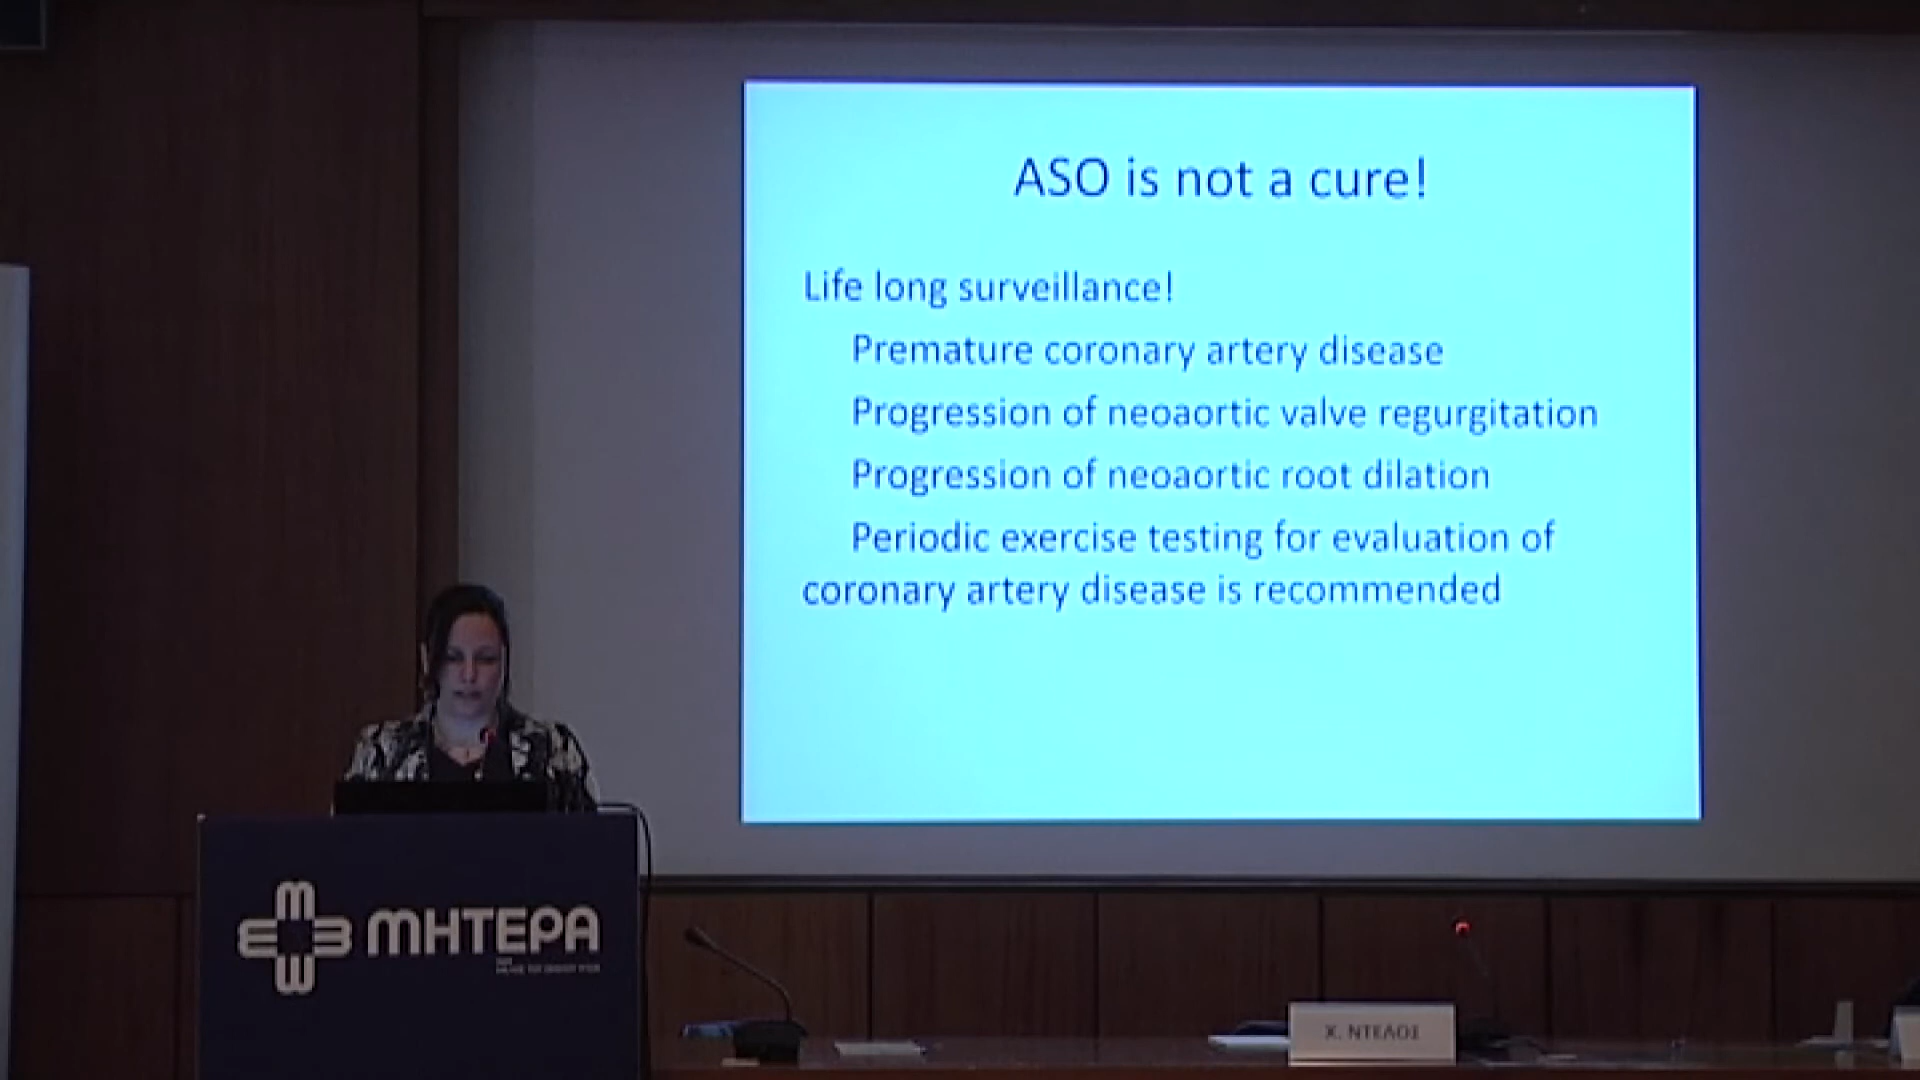 ASO is not a cure!
Life long surveillance!
Premature coronary artery disease
Progression of neoaortic valve regurgitation
Progression of neoaortic root dilation
Periodic exercise testing for evaluation of
coronary artery disease is recommended
ΜΗΤΕΡΑ
Χ. ΝΤΕΛΟΣ